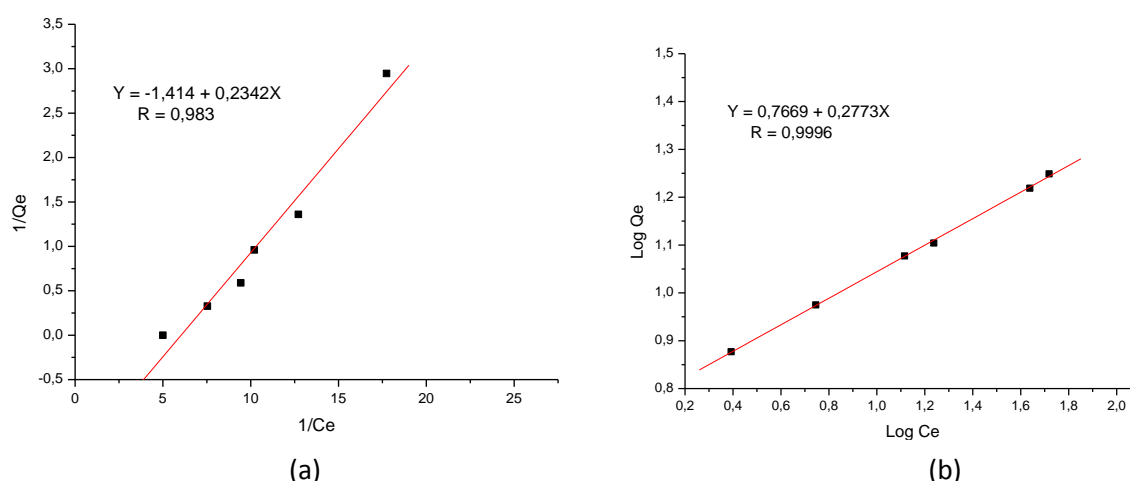 3,5
3,0
2,5
2,0
1,5
1,0
0,5
0,0
-0,5
1/Qe
Y = -1,414 + 0,2342X
R = 0,983
0 5 10 15 20 25
1/Ce
(a)
1,5
1,4
1,3
1,2
1,1
1,0
0,9
0,8
Log Qe
Y = 0,7669 + 0,2773X
R = 0,9996
0,2 0,4 0,6 0,8 1,0 1,2 1,4 1,6 1,8 2,0
Log Ce
(b)